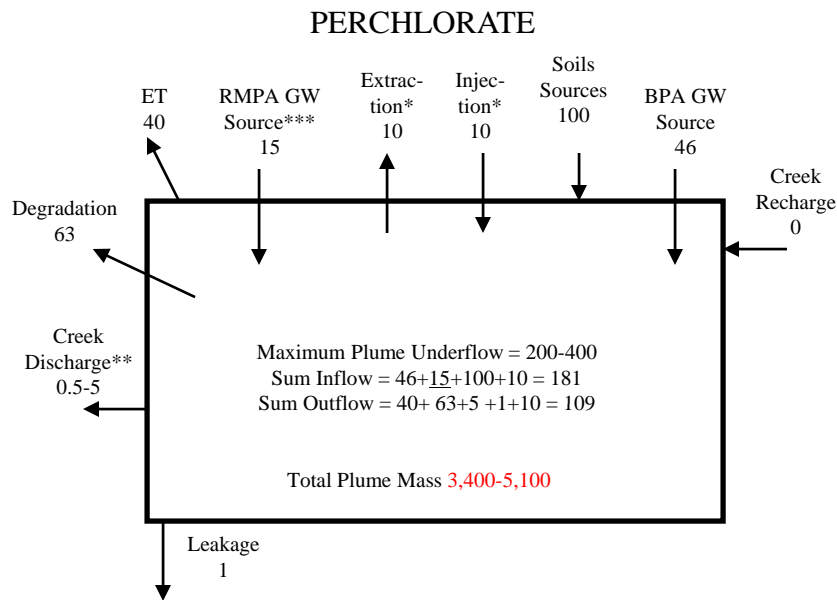 PERCHLORATE
ET
40
RMPA GW
Source***
15
Extrac-
tion*
10
Injec-
tion*
10
Soils
Sources
100
BPA GW
Source
46
Creek
Recharge
0
Degradation
63
Creek
Discharge**
0.5-5
Maximum Plume Underflow = 200-400
Sum Inflow = 46+15+100+10 = 181
Sum Outflow = 40+ 63+5 +1+10 = 109
Total Plume Mass 3,400-5,100
Leakage
1